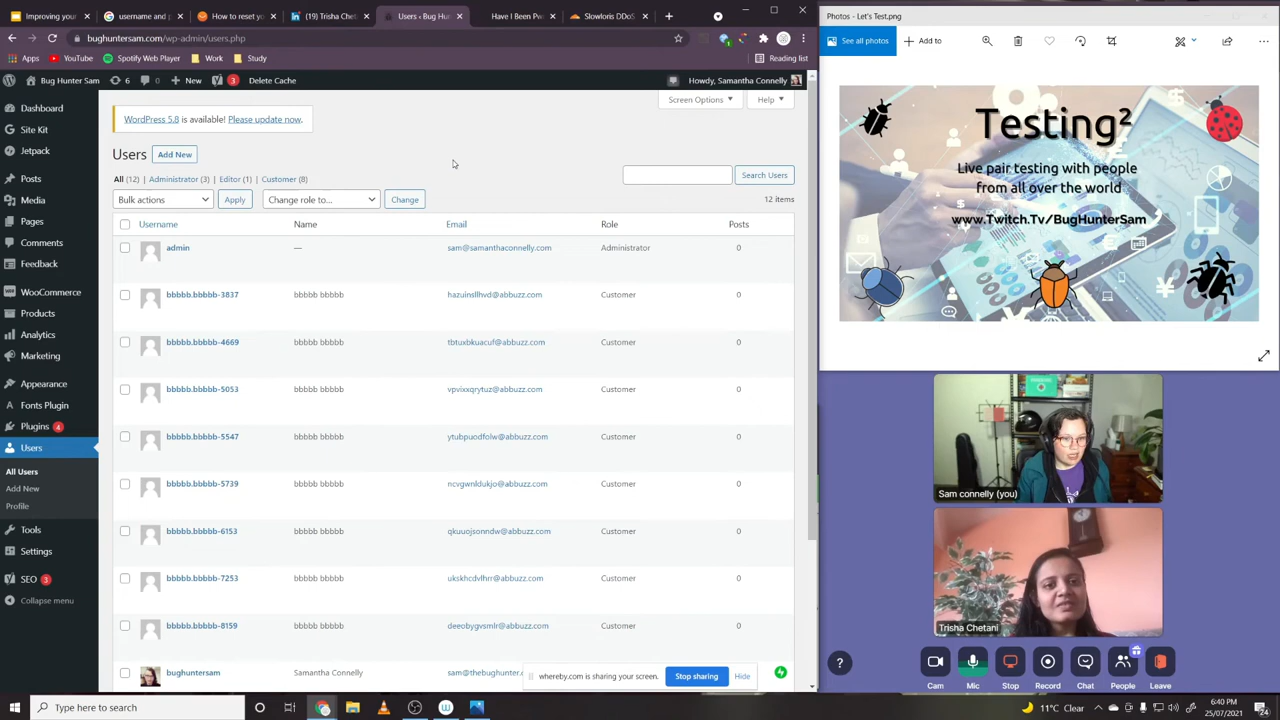 username and
How to reset yo
(19) Trisha Chet
Users ‹ Bug Hun
Have I Been Pw
Slowloris DDoS
bughuntersam.com/wp-admin/users.php
Apps
YouTube
Spotify Web Player
Work
Study
Reading list
Bug Hunter Sam
6
0
New
3
Delete Cache
Howdy, Samantha Connelly
Dashboard
Site Kit
Jetpack
Posts
Media
Pages
Comments
Feedback
WooCommerce
Products
Analytics
Marketing
Appearance
Fonts Plugin
Plugins 4
Users
All Users
Add New
Profile
Tools
Settings
SEO 3
Collapse menu
Screen Options
Help
WordPress 5.8 is available! Please update now.
Users
Add New
All (12) | Administrator (3) | Editor (1) | Customer (8)
Search Users
Bulk actions
Apply
Change role to…
Change
12 items
Username Name Email Role Posts
admin — sam@samanthaconnelly.com Administrator 0
bbbbb.bbbbb-3837 bbbbb bbbbb hazuinsllhvd@abbuzz.com Customer 0
bbbbb.bbbbb-4669 bbbbb bbbbb tbtuxbkuacuf@abbuzz.com Customer 0
bbbbb.bbbbb-5053 bbbbb bbbbb vpvixxqrytuz@abbuzz.com Customer 0
bbbbb.bbbbb-5547 bbbbb bbbbb ytubpuodfolw@abbuzz.com Customer 0
bbbbb.bbbbb-5739 bbbbb bbbbb ncvgwnldukjo@abbuzz.com Customer 0
bbbbb.bbbbb-6153 bbbbb bbbbb qkuuojsonndw@abbuzz.com Customer 0
bbbbb.bbbbb-7253 bbbbb bbbbb ukskhcdvlhrr@abbuzz.com Customer 0
bbbbb.bbbbb-8159 bbbbb bbbbb deeobygvsmlr@abbuzz.com Customer 0
bughuntersam Samantha Connelly sam@thebughunter.
whereby.com is sharing your screen.
Stop sharing
Hide
Photos - Let's Test.png
See all photos
Add to
Testing²
Live pair testing with people
from all over the world
www.Twitch.Tv/BugHunterSam
Sam connelly (you)
Trisha Chetani
?
Cam
Mic
Stop
Record
Chat
People
Leave
Type here to search
11°C Clear
6:40 PM
25/07/2021
24